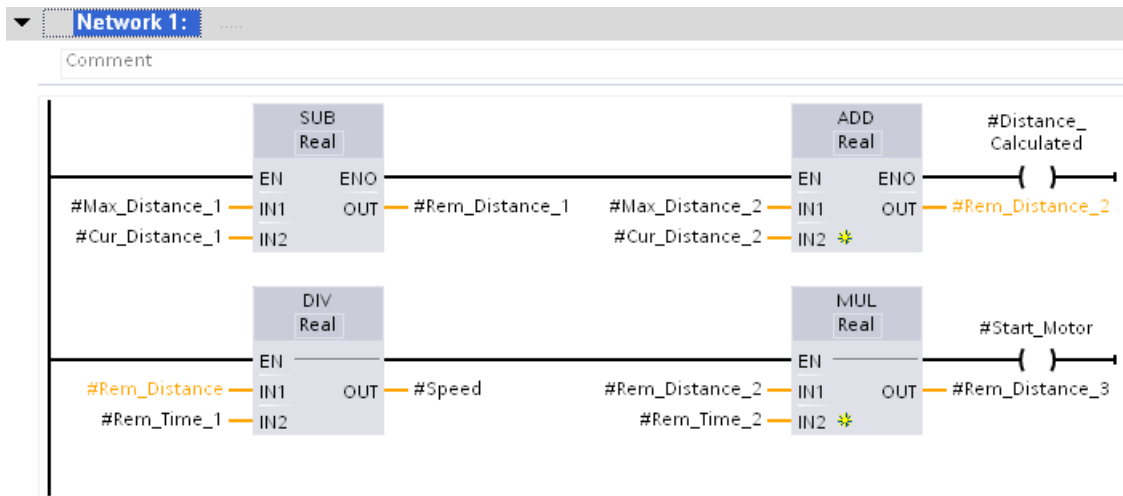 Network 1: .....
Comment
SUB
Real
EN ENO
#Max_Distance_1 IN1 OUT #Rem_Distance_1
#Cur_Distance_1 IN2
ADD
Real
#Distance_
Calculated
EN ENO
#Max_Distance_2 IN1 OUT #Rem_Distance_2
#Cur_Distance_2 IN2
DIV
Real
EN
#Rem_Distance IN1 OUT #Speed
#Rem_Time_1 IN2
MUL
Real
#Start_Motor
EN
#Rem_Distance_2 IN1 OUT #Rem_Distance_3
#Rem_Time_2 IN2